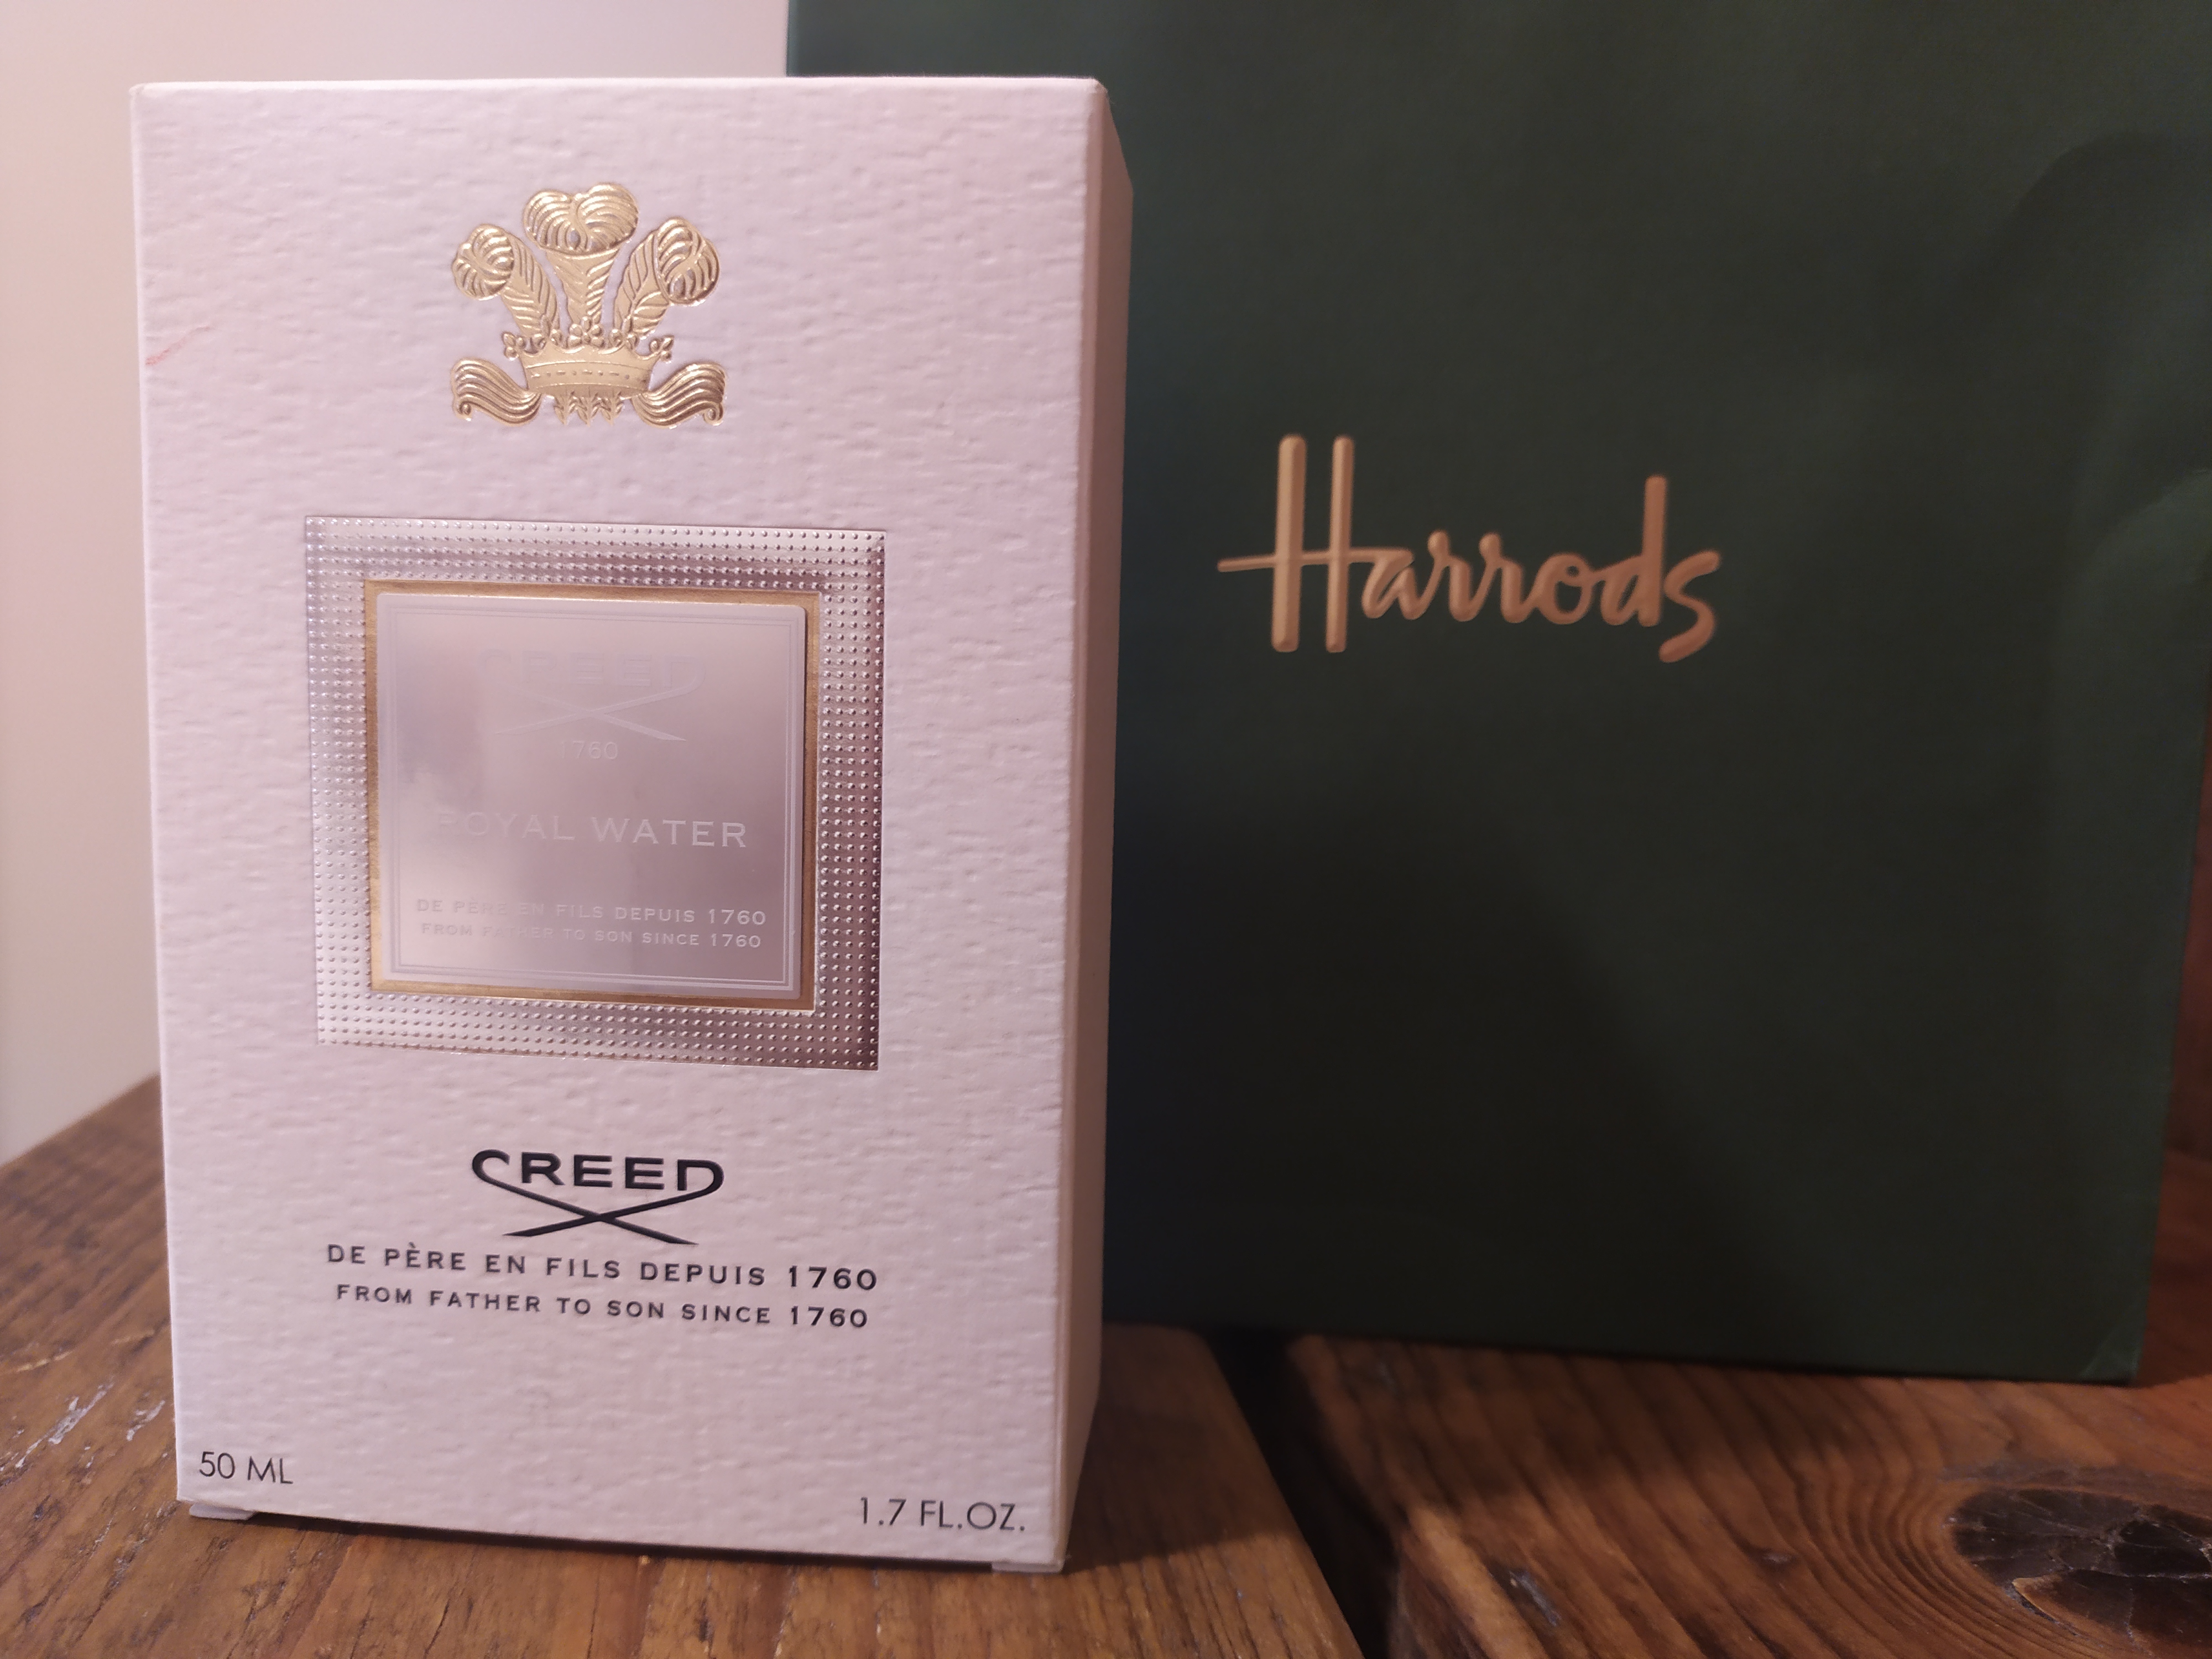 CREED
1760
ROYAL WATER
DE PÈRE EN FILS DEPUIS 1760
FROM FATHER TO SON SINCE 1760
CREED
DE PÈRE EN FILS DEPUIS 1760
FROM FATHER TO SON SINCE 1760
50 ML
1.7 FL.OZ.
Harrods